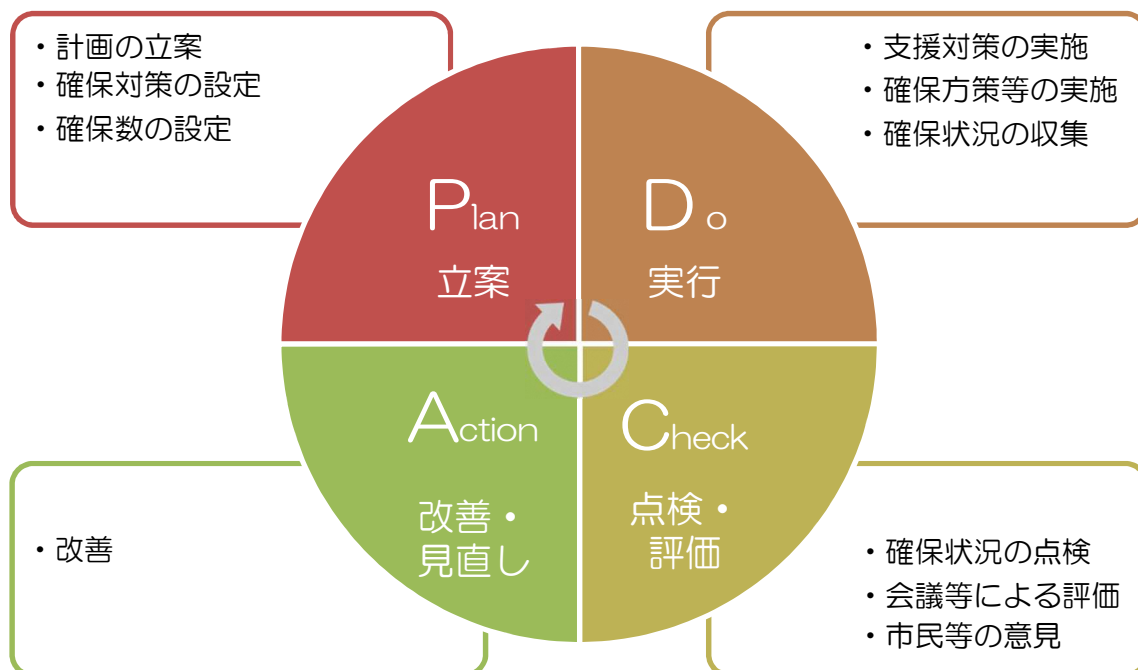 ・計画の立案
・確保対策の設定
・確保数の設定
・支援対策の実施
・確保方策等の実施
・確保状況の収集
Plan
立案
Do
実行
Action
改善・
見直し
Check
点検・
評価
・改善
・確保状況の点検
・会議等による評価
・市民等の意見